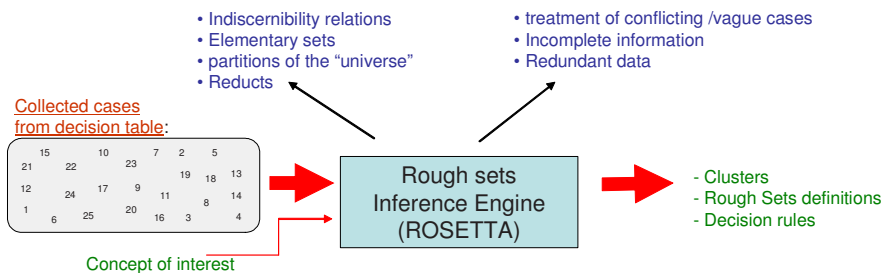 • Indiscernibility relations
• Elementary sets
• partitions of the “universe”
• Reducts
• treatment of conflicting /vague cases
• Incomplete information
• Redundant data
Collected cases
from decision table:
15 10 7 2 5
21 22 23 19 18 13
12 24 17 9 11 8 14
1 6 25 20 16 3 4
Rough sets
Inference Engine
(ROSETTA)
- Clusters
- Rough Sets definitions
- Decision rules
Concept of interest